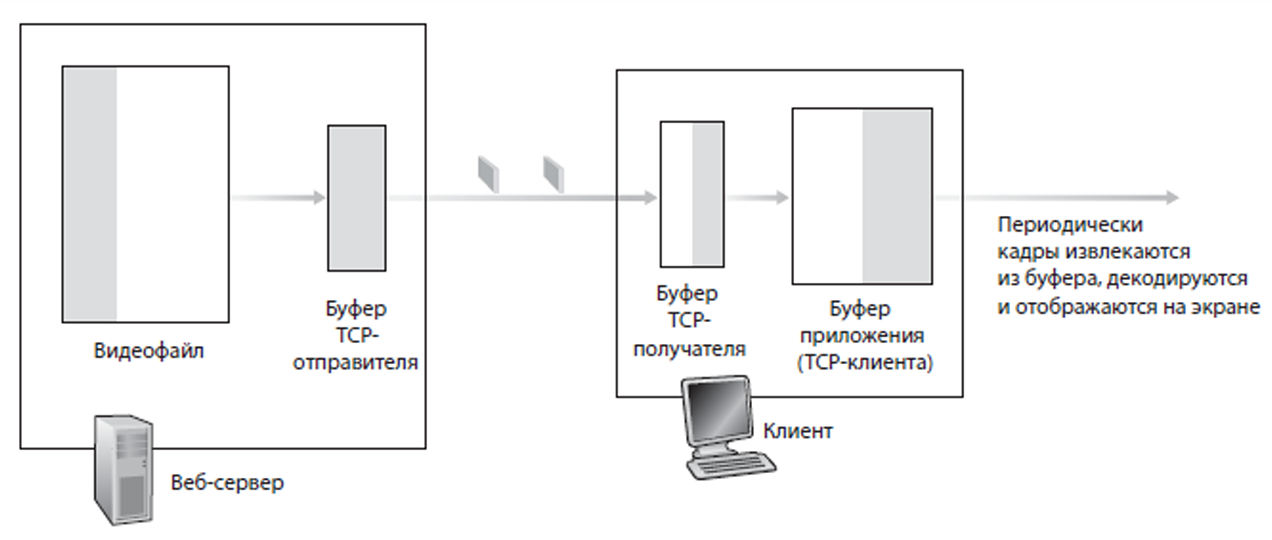 Видеофайл
Буфер
TCP-
отправителя
Веб-сервер
Буфер
TCP-
получателя
Буфер
приложения
(TCP-клиента)
Клиент
Периодически
кадры извлекаются
из буфера, декодируются
и отображаются на экране